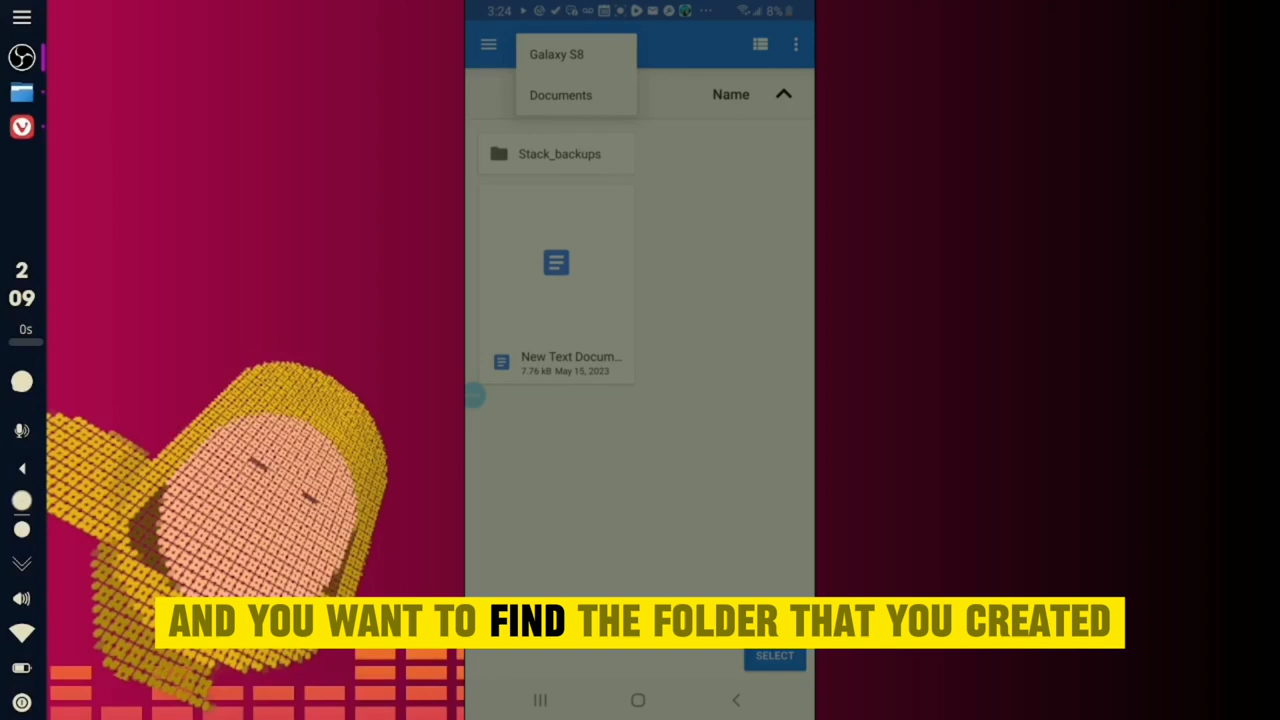 3:24
8%
Galaxy S8
Documents
Name
Stack_backups
New Text Docum...
7.76 kB May 15, 2023
2
09
0s
AND YOU WANT TO FIND THE FOLDER THAT YOU CREATED
SELECT